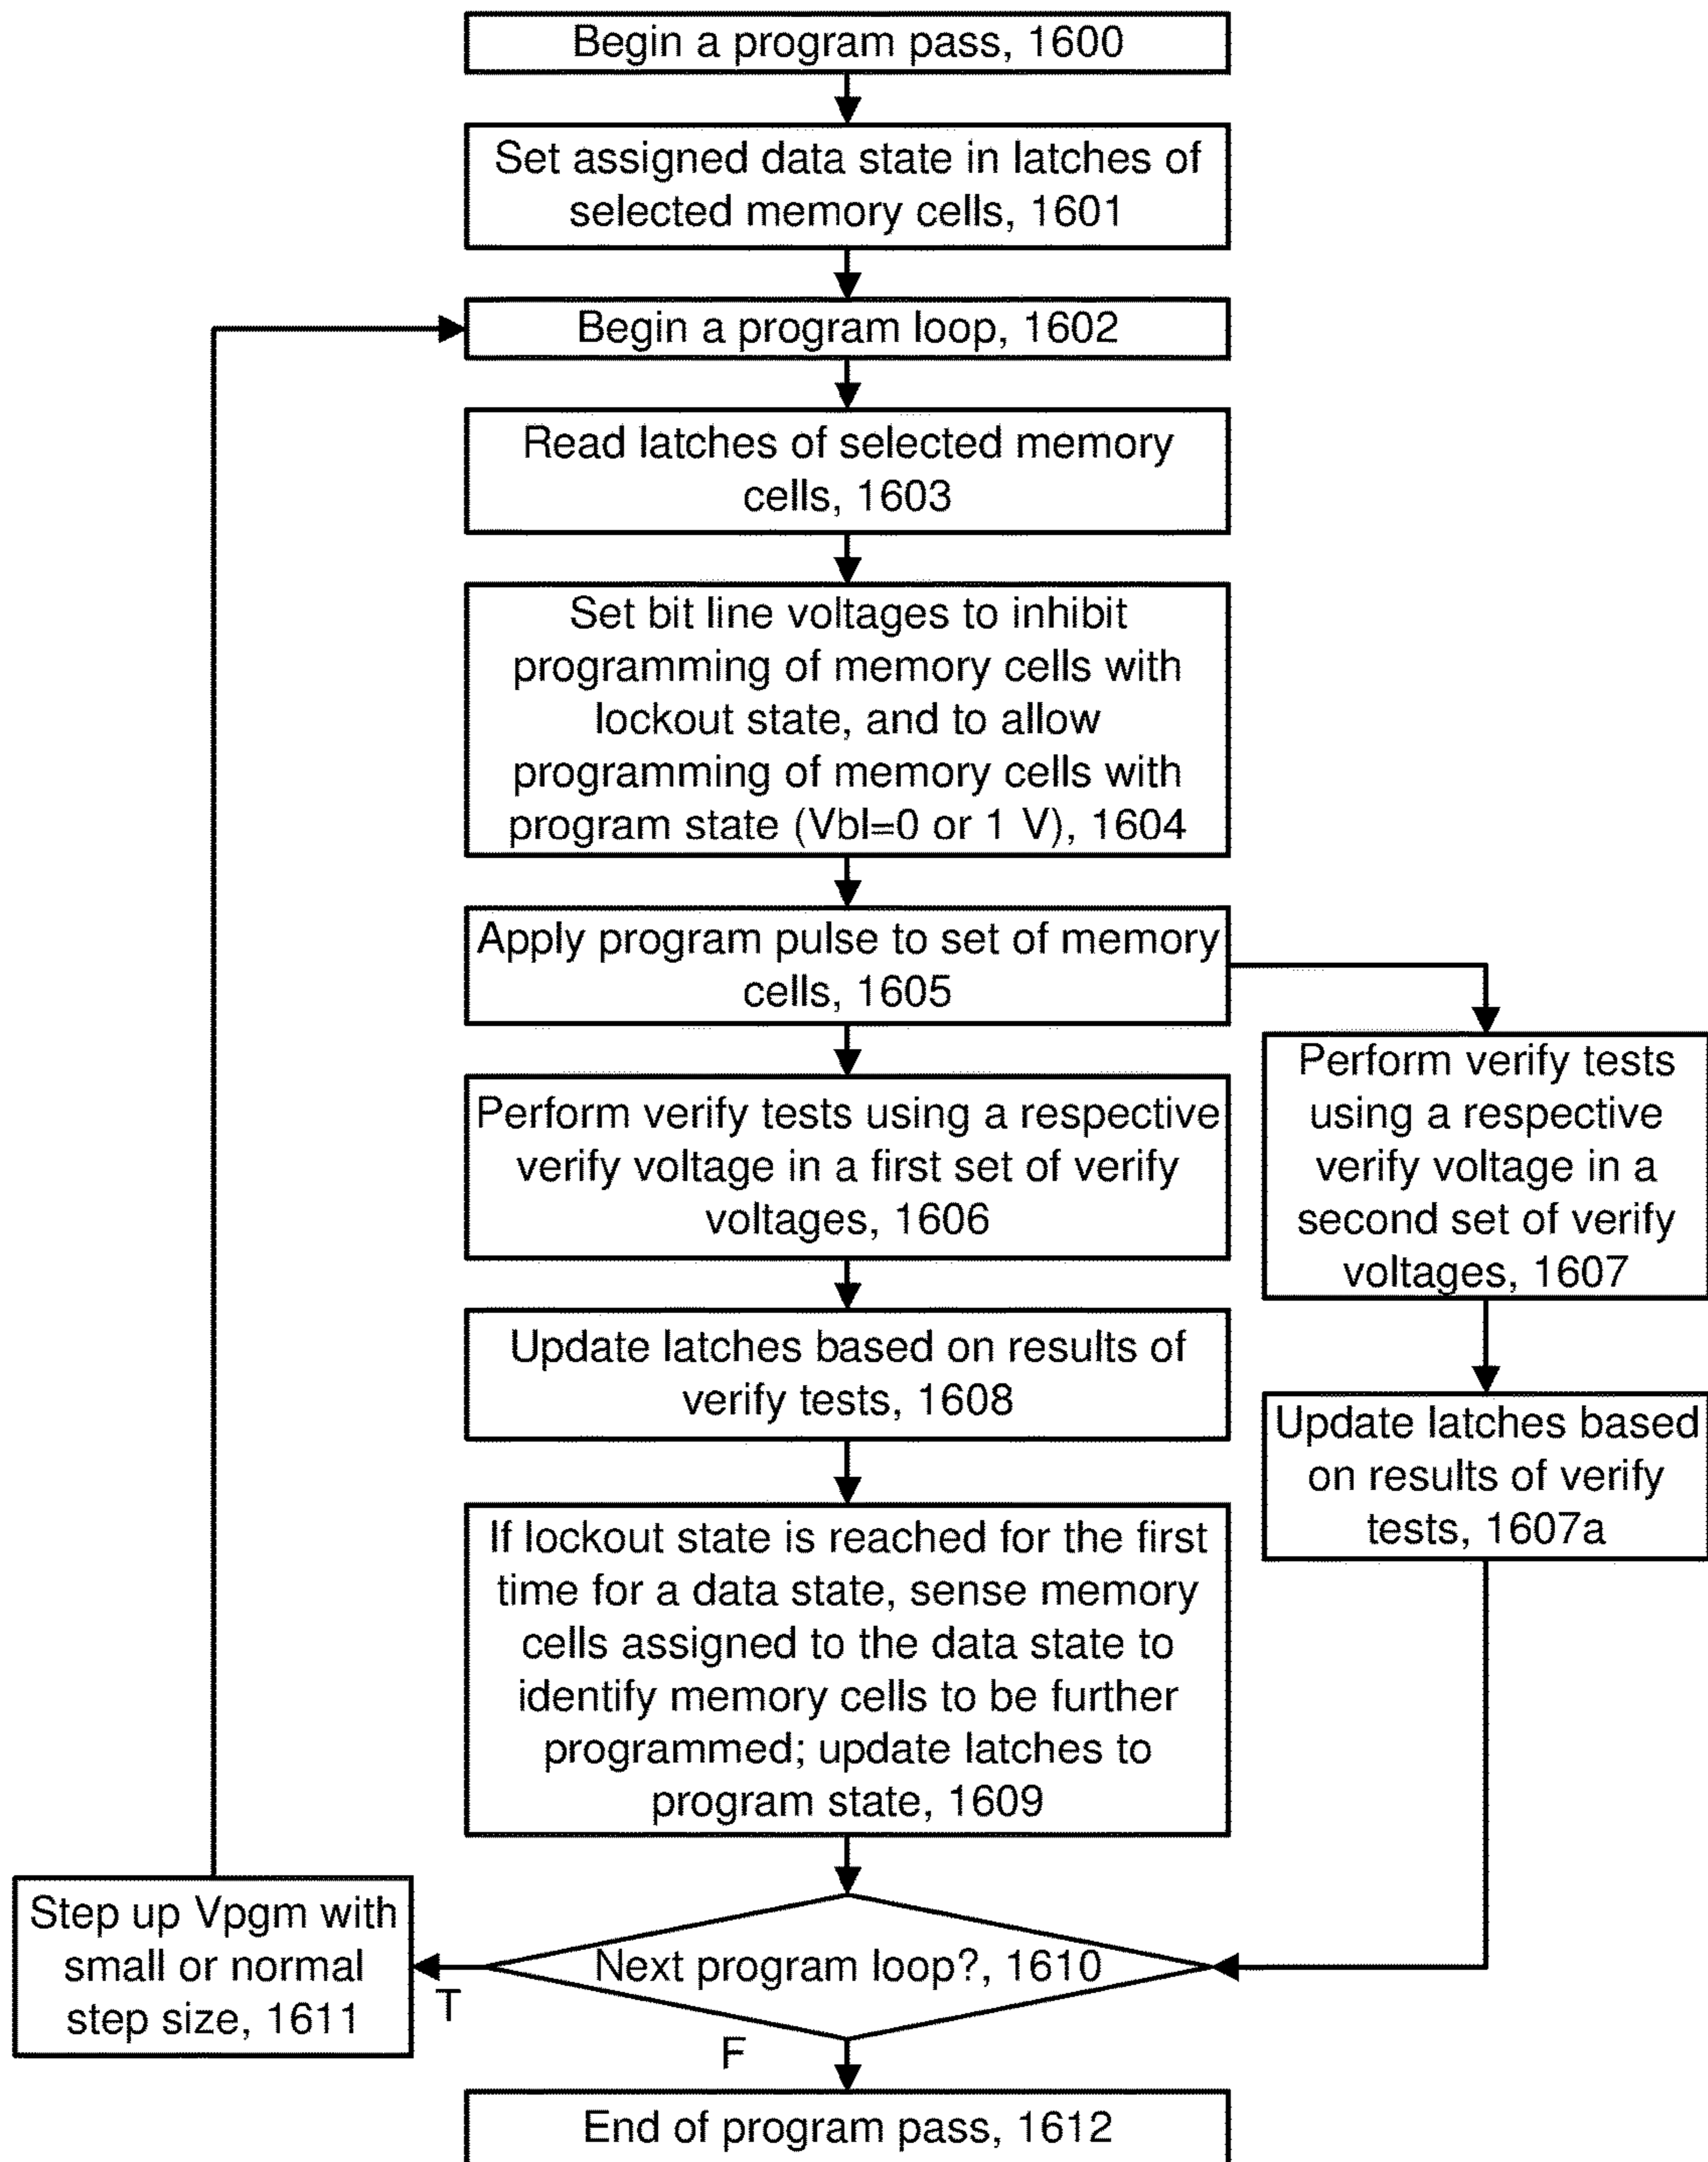 Begin a program pass, 1600
Set assigned data state in latches of
selected memory cells, 1601
Begin a program loop, 1602
Read latches of selected memory
cells, 1603
Set bit line voltages to inhibit
programming of memory cells with
lockout state, and to allow
programming of memory cells with
program state (Vbl=0 or 1 V), 1604
Apply program pulse to set of memory
cells, 1605
Perform verify tests using a respective
verify voltage in a first set of verify
voltages, 1606
Perform verify tests
using a respective
verify voltage in a
second set of verify
voltages, 1607
Update latches based on results of
verify tests, 1608
Update latches based
on results of verify
tests, 1607a
If lockout state is reached for the first
time for a data state, sense memory
cells assigned to the data state to
identify memory cells to be further
programmed; update latches to
program state, 1609
Next program loop?, 1610
T
Step up Vpgm with
small or normal
step size, 1611
F
End of program pass, 1612